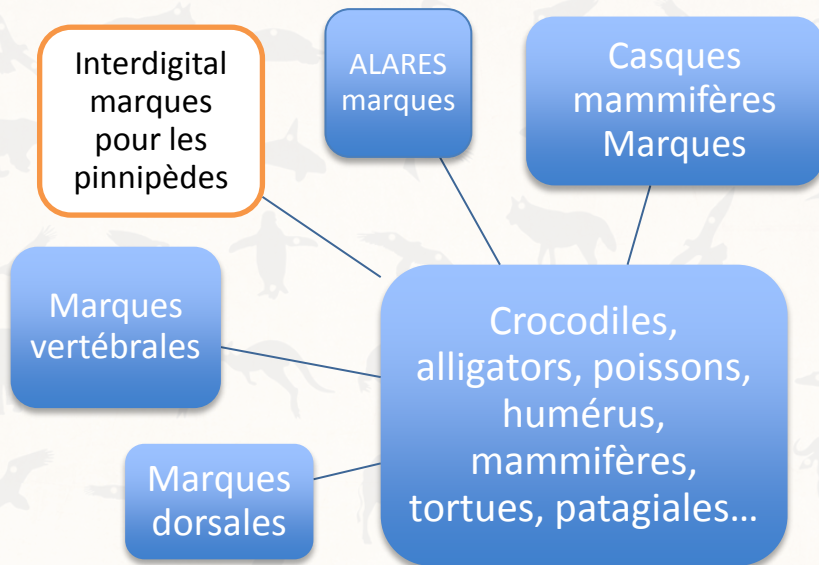 Interdigital
marques
pour les
pinnipèdes
ALARES
marques
Casques
mammifères
Marques
Marques
vertébrales
Crocodiles,
alligators, poissons,
humérus,
mammifères,
tortues, patagiales…
Marques
dorsales